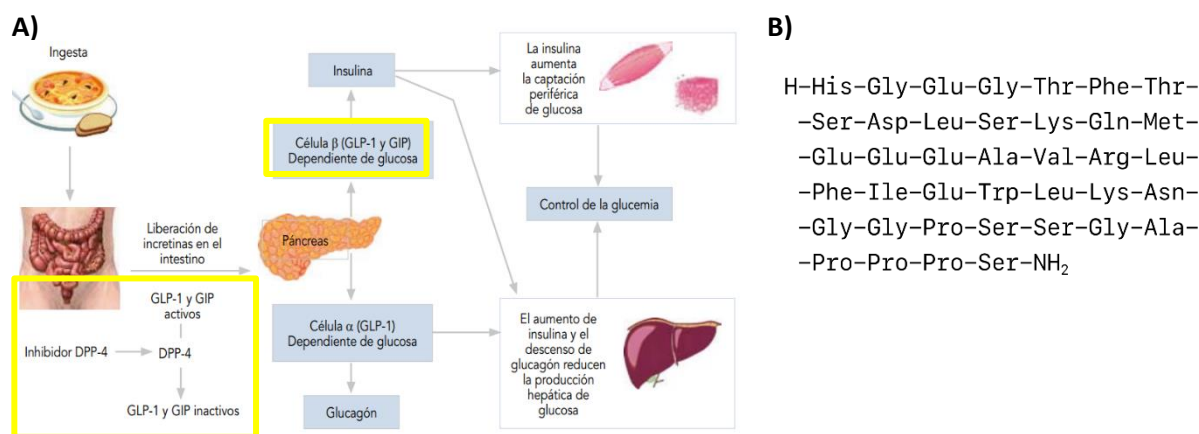 A)
Ingesta
Liberación de
incretinas en el
intestino
GLP-1 y GIP
activos
Inhibidor DPP-4
DPP-4
GLP-1 y GIP inactivos
Insulina
Célula β (GLP-1 y GIP)
Dependiente de glucosa
Páncreas
Célula α (GLP-1)
Dependiente de glucosa
Glucagón
La insulina
aumenta
la captación
periférica
de glucosa
Control de la glucemia
El aumento de
insulina y el
descenso de
glucagón reducen
la producción
hepática de
glucosa
B)
H–His–Gly–Glu–Gly–Thr–Phe–Thr–
–Ser–Asp–Leu–Ser–Lys–Gln–Met–
–Glu–Glu–Glu–Ala–Val–Arg–Leu–
–Phe–Ile–Glu–Trp–Leu–Lys–Asn–
–Gly–Gly–Pro–Ser–Ser–Gly–Ala–
–Pro–Pro–Pro–Ser–NH₂